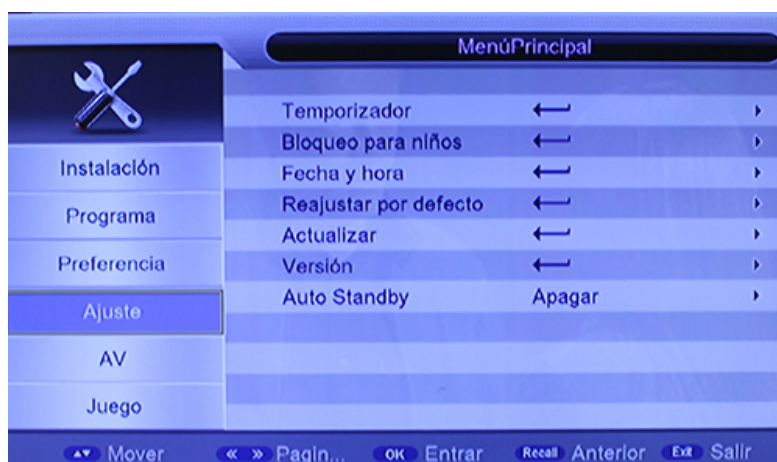 MenúPrincipal
Temporizador
Bloqueo para niños
Instalación
Fecha y hora
Reajustar por defecto
Programa
Actualizar
Preferencia
Versión
Auto Standby Apagar
Ajuste
AV
Juego
Mover « » Pagin... OK Entrar Recall Anterior Exit Salir